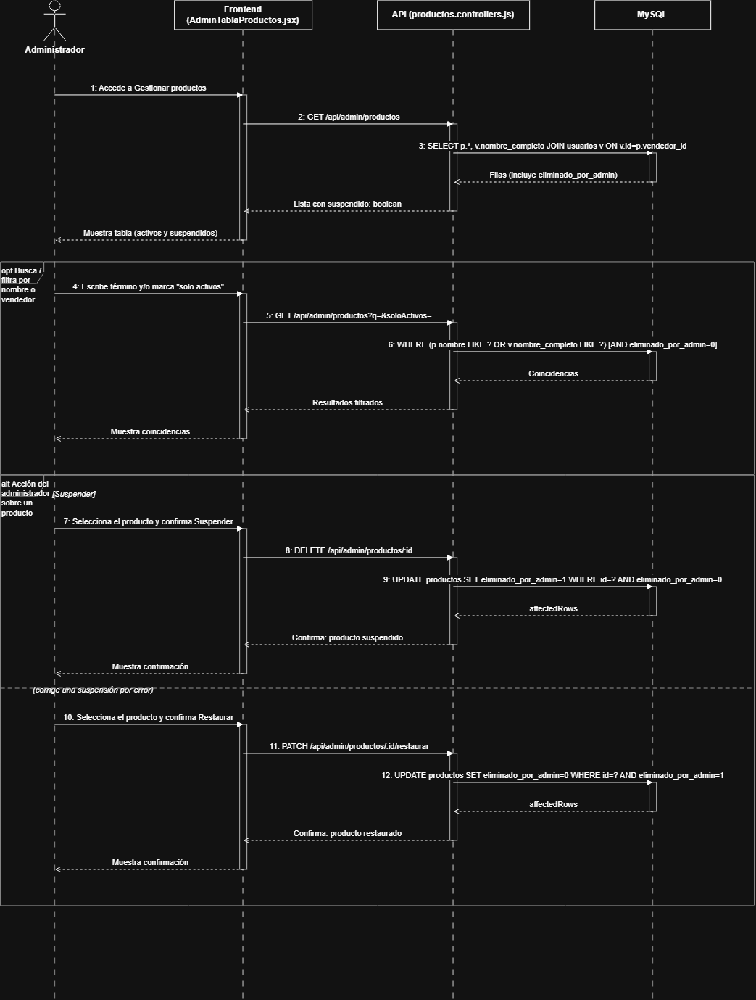 Frontend
(AdminTablaProductos.jsx)
API (productos.controllers.js)
MySQL
Administrador
1: Accede a Gestionar productos
2: GET /api/admin/productos
3: SELECT p.*, v.nombre_completo JOIN usuarios v ON v.id=p.vendedor_id
Filas (incluye eliminado_por_admin)
Lista con suspendido: boolean
Muestra tabla (activos y suspendidos)
opt Busca /
filtra por
nombre o
vendedor
4: Escribe término y/o marca "solo activos"
5: GET /api/admin/productos?q=&soloActivos=
6: WHERE (p.nombre LIKE ? OR v.nombre_completo LIKE ?) [AND eliminado_por_admin=0]
Coincidencias
Resultados filtrados
Muestra coincidencias
alt Acción del
administrador
sobre un
producto
[Suspender]
7: Selecciona el producto y confirma Suspender
8: DELETE /api/admin/productos/:id
9: UPDATE productos SET eliminado_por_admin=1 WHERE id=? AND eliminado_por_admin=0
affectedRows
Confirma: producto suspendido
Muestra confirmación
(corrige una suspensión por error)
10: Selecciona el producto y confirma Restaurar
11: PATCH /api/admin/productos/:id/restaurar
12: UPDATE productos SET eliminado_por_admin=0 WHERE id=? AND eliminado_por_admin=1
affectedRows
Confirma: producto restaurado
Muestra confirmación